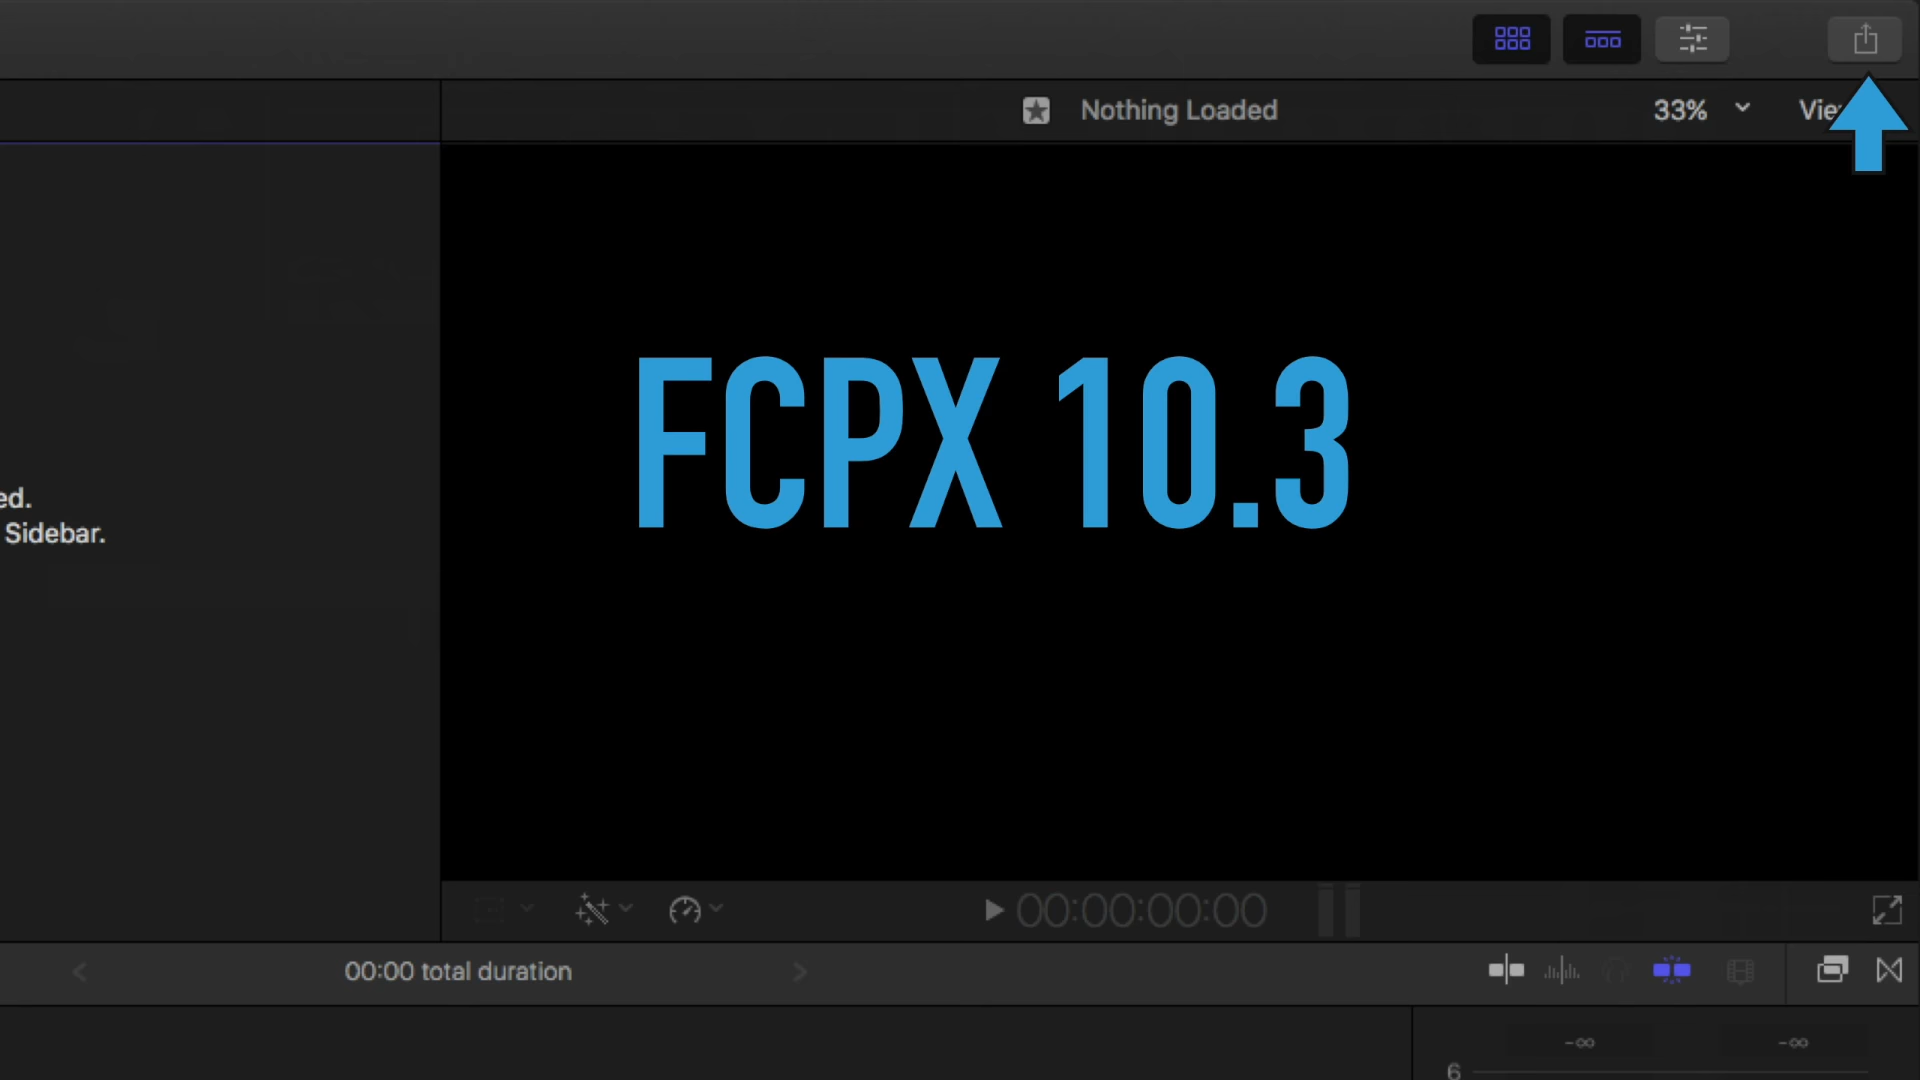 Nothing Loaded
33%
FCPX 10.3
ed.
Sidebar.
00:00:00:00
00:00 total duration
-∞ -∞
6